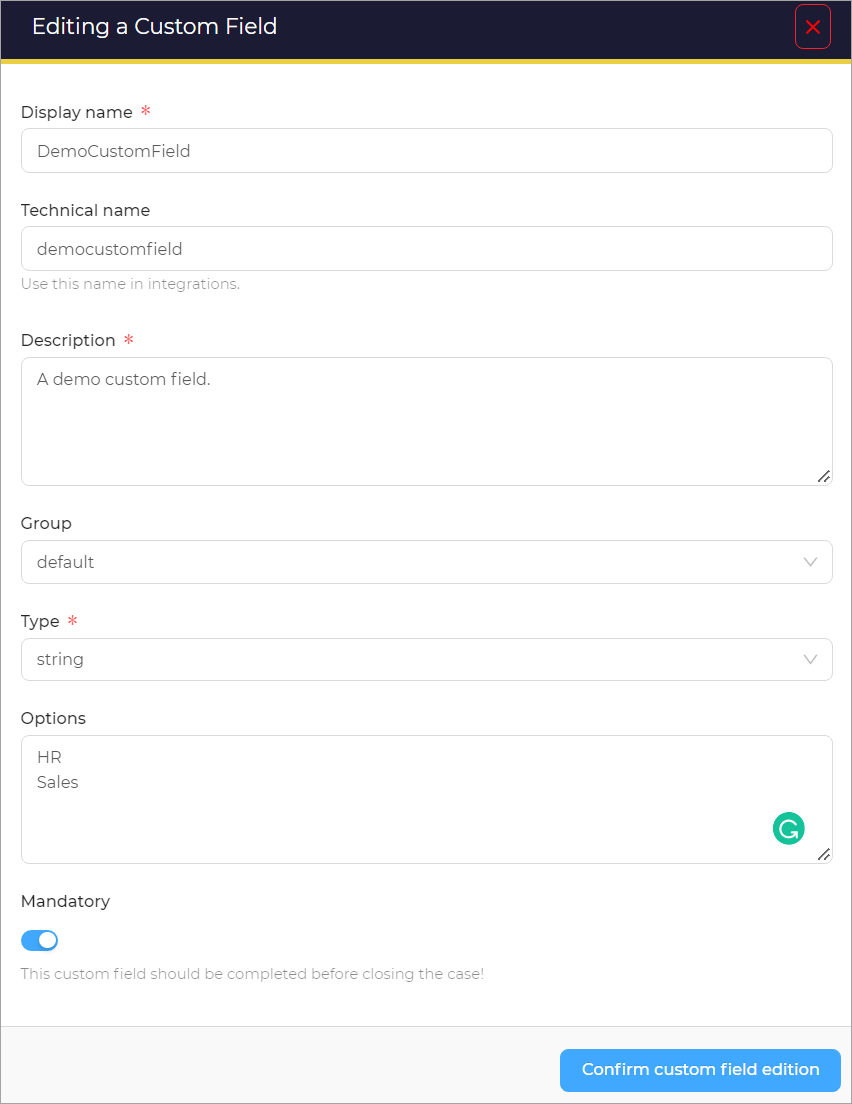 Editing a Custom Field
Display name *
DemoCustomField
Technical name
democustomfield
Use this name in integrations.
Description *
A demo custom field.
Group
default
Type *
string
Options
HR
Sales
Mandatory
This custom field should be completed before closing the case!
Confirm custom field edition